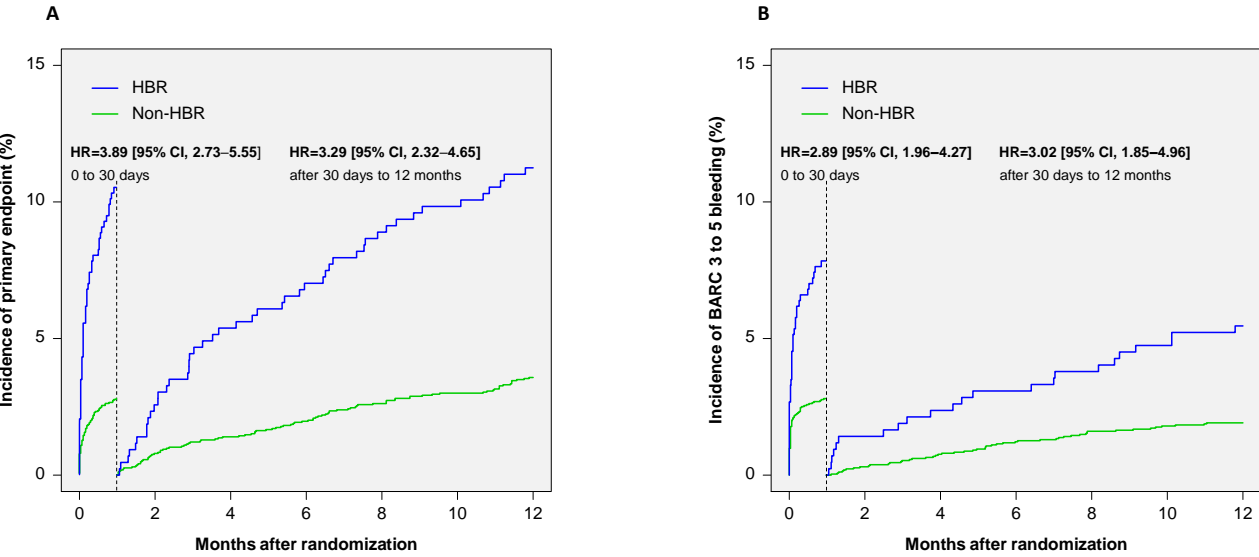 A
Incidence of primary endpoint (%)
15
10
5
0
HBR
Non-HBR
HR=3.89 [95% CI, 2.73–5.55]
0 to 30 days
HR=3.29 [95% CI, 2.32–4.65]
after 30 days to 12 months
0 2 4 6 8 10 12
Months after randomization
B
Incidence of BARC 3 to 5 bleeding (%)
15
10
5
0
HBR
Non-HBR
HR=2.89 [95% CI, 1.96–4.27]
0 to 30 days
HR=3.02 [95% CI, 1.85–4.96]
after 30 days to 12 months
0 2 4 6 8 10 12
Months after randomization